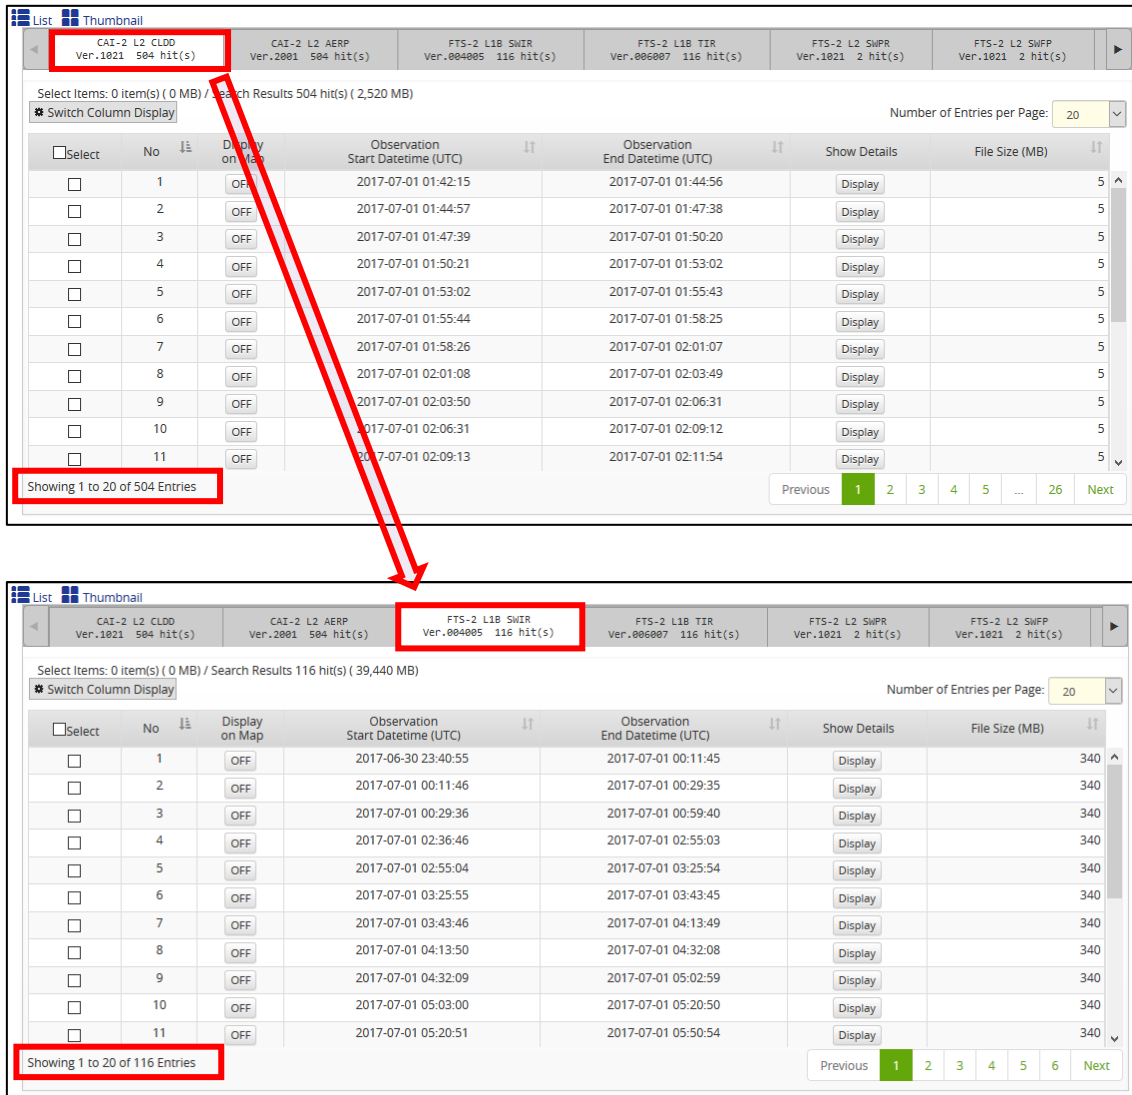 List Thumbnail
CAI-2 L2 CLDD CAI-2 L2 AERP FTS-2 L1B SWIR FTS-2 L1B TIR FTS-2 L2 SWPR FTS-2 L2 SWFP
Ver.1021 504 hit(s) Ver.2001 504 hit(s) Ver.004005 116 hit(s) Ver.006007 116 hit(s) Ver.1021 2 hit(s) Ver.1021 2 hit(s)
Select Items: 0 item(s) ( 0 MB) / Search Results 504 hit(s) ( 2,520 MB)
Switch Column Display Number of Entries per Page: 20
Select No Display on Map Observation Start Datetime (UTC) Observation End Datetime (UTC) Show Details File Size (MB)
1 OFF 2017-07-01 01:42:15 2017-07-01 01:44:56 Display 5
2 OFF 2017-07-01 01:44:57 2017-07-01 01:47:38 Display 5
3 OFF 2017-07-01 01:47:39 2017-07-01 01:50:20 Display 5
4 OFF 2017-07-01 01:50:21 2017-07-01 01:53:02 Display 5
5 OFF 2017-07-01 01:53:02 2017-07-01 01:55:43 Display 5
6 OFF 2017-07-01 01:55:44 2017-07-01 01:58:25 Display 5
7 OFF 2017-07-01 01:58:26 2017-07-01 02:01:07 Display 5
8 OFF 2017-07-01 02:01:08 2017-07-01 02:03:49 Display 5
9 OFF 2017-07-01 02:03:50 2017-07-01 02:06:31 Display 5
10 OFF 2017-07-01 02:06:31 2017-07-01 02:09:12 Display 5
11 OFF 2017-07-01 02:09:13 2017-07-01 02:11:54 Display 5
Showing 1 to 20 of 504 Entries Previous 1 2 3 4 5 ... 26 Next
List Thumbnail
CAI-2 L2 CLDD CAI-2 L2 AERP FTS-2 L1B SWIR FTS-2 L1B TIR FTS-2 L2 SWPR FTS-2 L2 SWFP
Ver.1021 504 hit(s) Ver.2001 504 hit(s) Ver.004005 116 hit(s) Ver.006007 116 hit(s) Ver.1021 2 hit(s) Ver.1021 2 hit(s)
Select Items: 0 item(s) ( 0 MB) / Search Results 116 hit(s) ( 39,440 MB)
Switch Column Display Number of Entries per Page: 20
Select No Display on Map Observation Start Datetime (UTC) Observation End Datetime (UTC) Show Details File Size (MB)
1 OFF 2017-06-30 23:40:55 2017-07-01 00:11:45 Display 340
2 OFF 2017-07-01 00:11:46 2017-07-01 00:29:35 Display 340
3 OFF 2017-07-01 00:29:36 2017-07-01 00:59:40 Display 340
4 OFF 2017-07-01 02:36:46 2017-07-01 02:55:03 Display 340
5 OFF 2017-07-01 02:55:04 2017-07-01 03:25:54 Display 340
6 OFF 2017-07-01 03:25:55 2017-07-01 03:43:45 Display 340
7 OFF 2017-07-01 03:43:46 2017-07-01 04:13:49 Display 340
8 OFF 2017-07-01 04:13:50 2017-07-01 04:32:08 Display 340
9 OFF 2017-07-01 04:32:09 2017-07-01 05:02:59 Display 340
10 OFF 2017-07-01 05:03:00 2017-07-01 05:20:50 Display 340
11 OFF 2017-07-01 05:20:51 2017-07-01 05:50:54 Display 340
Showing 1 to 20 of 116 Entries Previous 1 2 3 4 5 6 Next